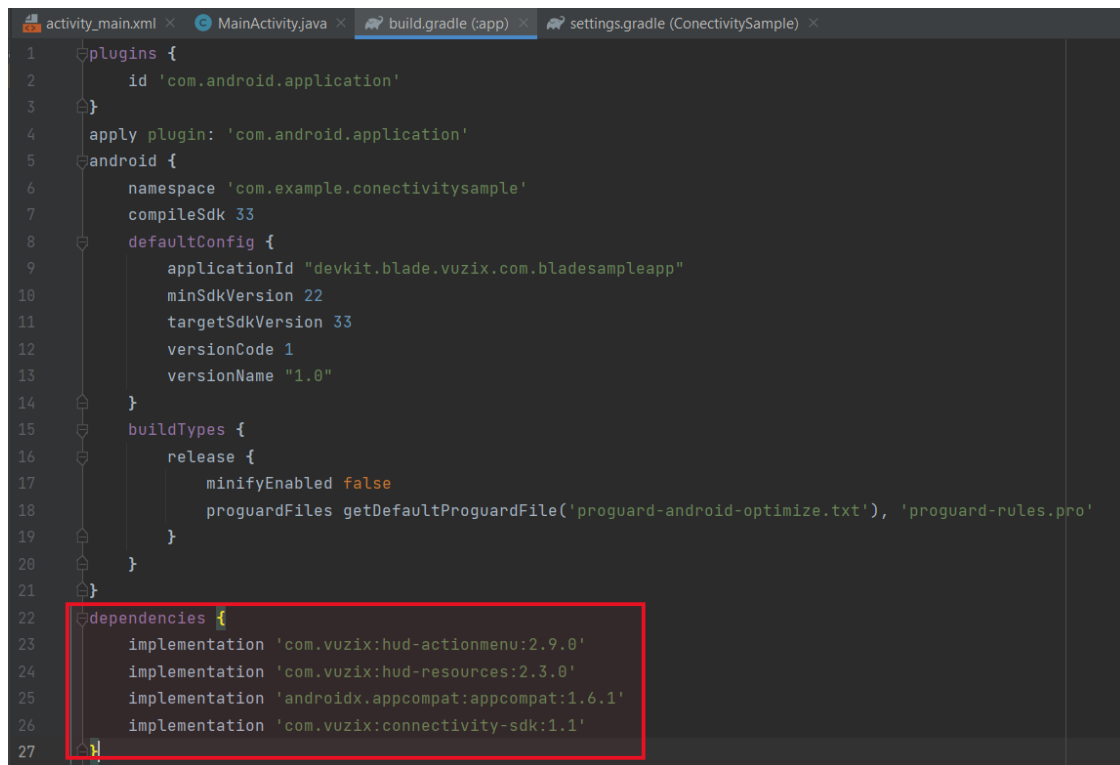 activity_main.xml × MainActivity.java × build.gradle (:app) × settings.gradle (ConectivitySample) ×
1 plugins {
2 id 'com.android.application'
3 }
4 apply plugin: 'com.android.application'
5 android {
6 namespace 'com.example.conectivitysample'
7 compileSdk 33
8 defaultConfig {
9 applicationId "devkit.blade.vuzix.com.bladesampleapp"
10 minSdkVersion 22
11 targetSdkVersion 33
12 versionCode 1
13 versionName "1.0"
14 }
15 buildTypes {
16 release {
17 minifyEnabled false
18 proguardFiles getDefaultProguardFile('proguard-android-optimize.txt'), 'proguard-rules.pro'
19 }
20 }
21 }
22 dependencies {
23 implementation 'com.vuzix:hud-actionmenu:2.9.0'
24 implementation 'com.vuzix:hud-resources:2.3.0'
25 implementation 'androidx.appcompat:appcompat:1.6.1'
26 implementation 'com.vuzix:connectivity-sdk:1.1'
27 }